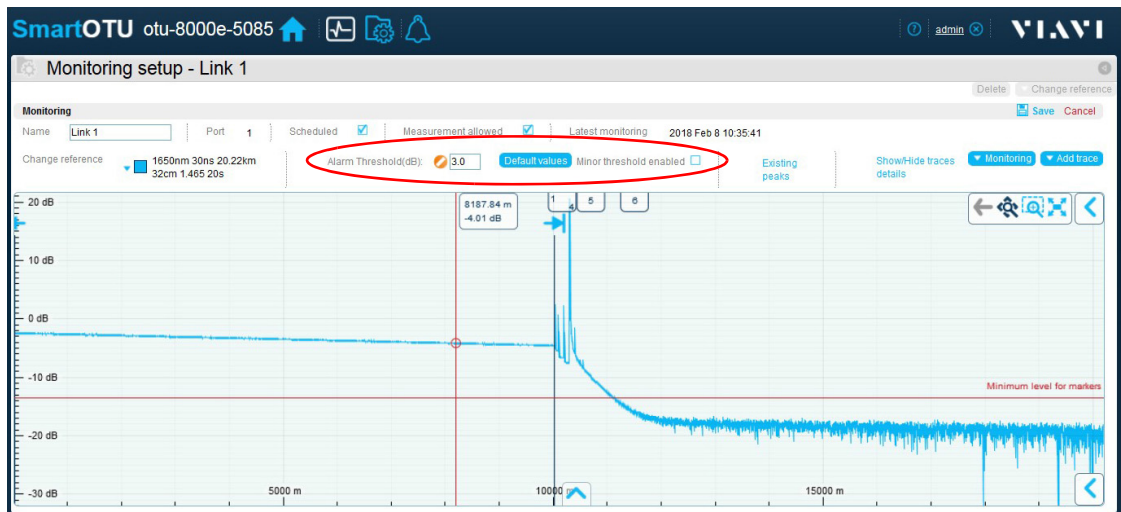 SmartOTU otu-8000e-5085
? admin
VIAVI
Monitoring setup - Link 1
Delete Change reference
Monitoring
Save Cancel
Name Link 1 Port 1 Scheduled Measurement allowed Latest monitoring 2018 Feb 8 10:35:41
Change reference
1650nm 30ns 20.22km
32cm 1.465 20s
Alarm Threshold(dB): 3.0 Default values Minor threshold enabled
Existing
peaks
Show/Hide traces
details
Monitoring Add trace
20 dB
8187.84 m
-4.01 dB
1 4 5 6
10 dB
0 dB
-10 dB
Minimum level for markers
-20 dB
-30 dB
5000 m
10000
15000 m